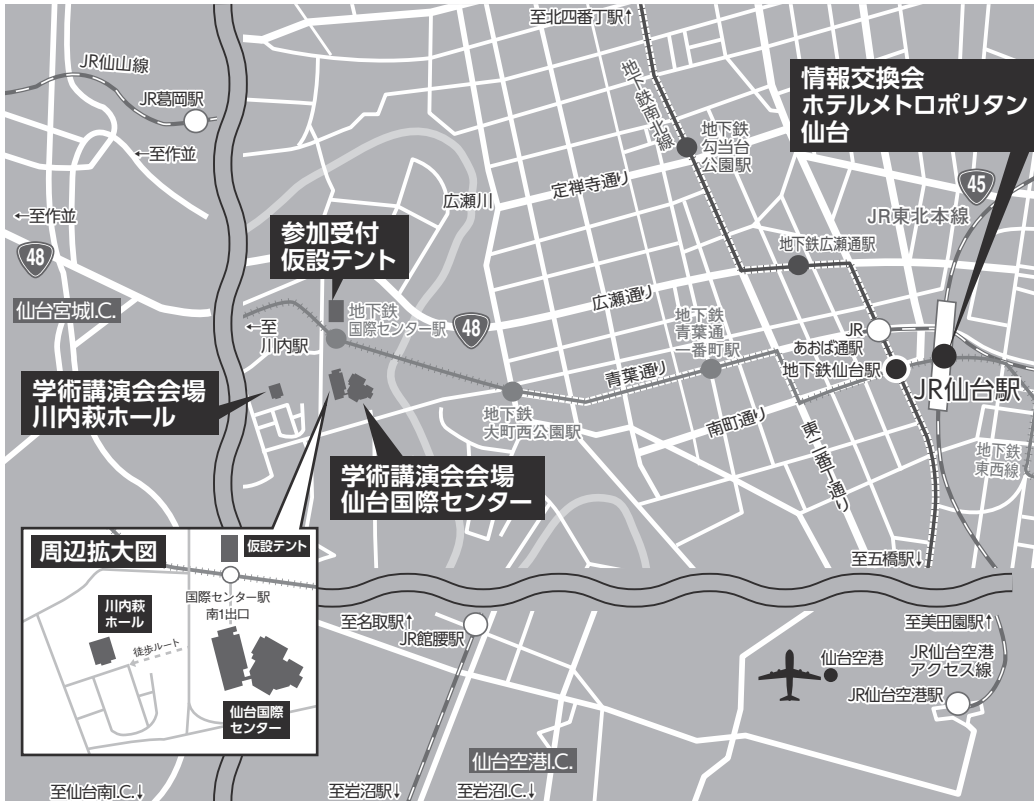 至北四番丁駅↑
JR仙山線
JR葛岡駅
←至作並
←至作並
48
仙台宮城I.C.
地下鉄南北線
地下鉄
勾当台
公園駅
定禅寺通り
広瀬川
情報交換会
ホテルメトロポリタン
仙台
45
JR東北本線
地下鉄広瀬通駅
参加受付
仮設テント
広瀬通り
地下鉄
国際センター駅
48
←至
川内駅
地下鉄
青葉通
一番町駅
JR
あおば通駅
地下鉄仙台駅
JR仙台駅
青葉通り
学術講演会会場
川内萩ホール
地下鉄
大町西公園駅
南町通り
東二番丁通り
地下鉄
東西線
学術講演会会場
仙台国際センター
至五橋駅↓
周辺拡大図
仮設テント
国際センター駅
南1出口
川内萩
ホール
徒歩ルート
仙台国際
センター
至名取駅↑
JR館腰駅
至美田園駅↑
仙台空港
JR仙台空港
アクセス線
JR仙台空港駅
仙台空港I.C.
至仙台南I.C.↓
至岩沼駅↓
至岩沼I.C.↓